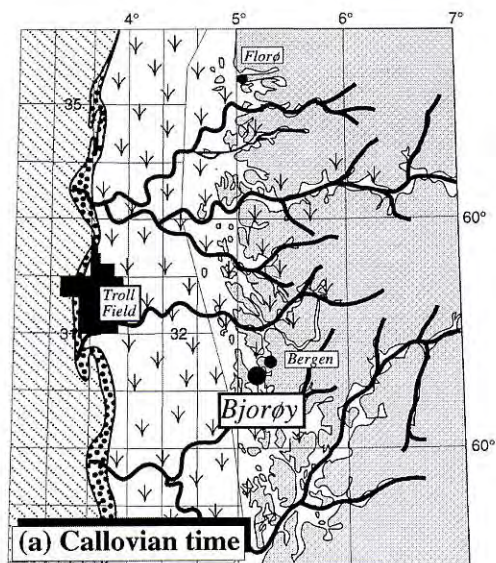 4° 5° 6° 7°
Florø
35
60°
Troll
Field
31
32
Bergen
Bjorøy
60°
(a) Callovian time